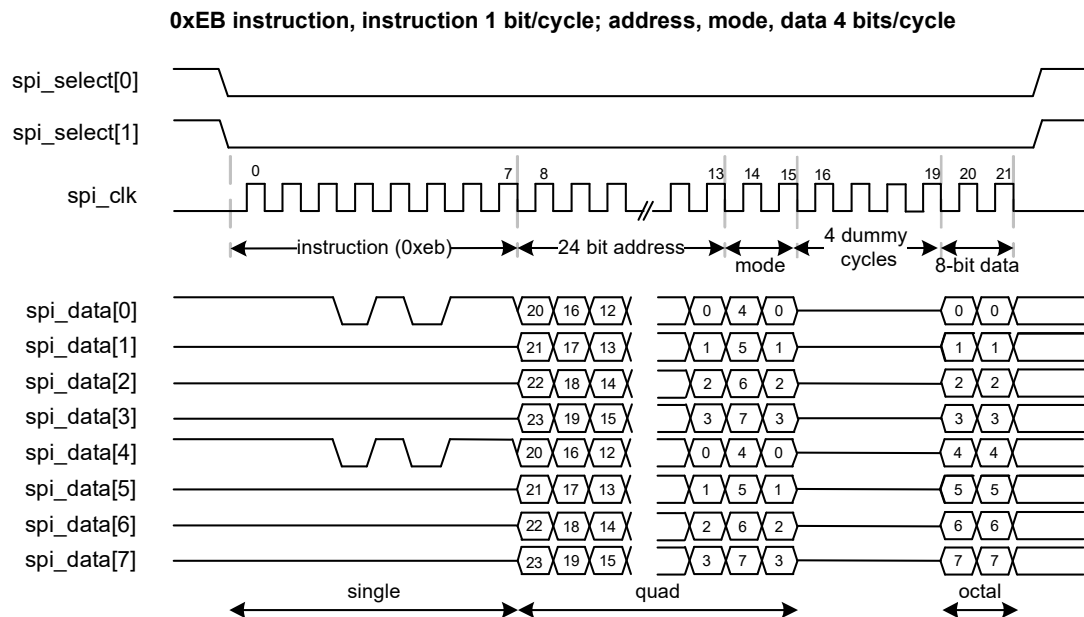 0xEB instruction, instruction 1 bit/cycle; address, mode, data 4 bits/cycle
spi_select[0]
spi_select[1]
spi_clk
0 7 8 13 14 15 16 19 20 21
instruction (0xeb) 24 bit address mode 4 dummy cycles 8-bit data
spi_data[0] 20 16 12 0 4 0 0 0
spi_data[1] 21 17 13 1 5 1 1 1
spi_data[2] 22 18 14 2 6 2 2 2
spi_data[3] 23 19 15 3 7 3 3 3
spi_data[4] 20 16 12 0 4 0 4 4
spi_data[5] 21 17 13 1 5 1 5 5
spi_data[6] 22 18 14 2 6 2 6 6
spi_data[7] 23 19 15 3 7 3 7 7
single quad octal